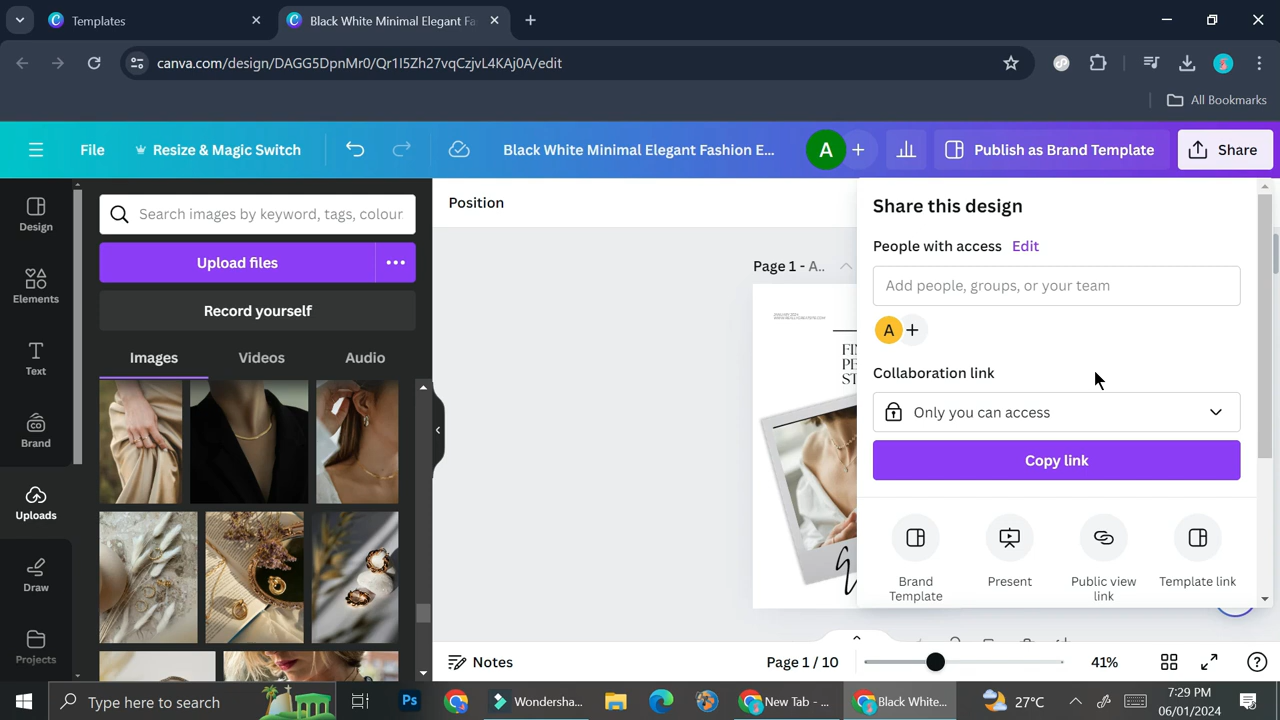 Templates
Black White Minimal Elegant Fa
canva.com/design/DAGG5DpnMr0/Qr1I5Zh27vqCzjvL4KAj0A/edit
All Bookmarks
File
Resize & Magic Switch
Black White Minimal Elegant Fashion E...
A
Publish as Brand Template
Share
Design
Elements
Text
Brand
Uploads
Draw
Projects
Search images by keyword, tags, colour
Upload files
Record yourself
Images
Videos
Audio
Position
Page 1 - A..
Share this design
People with access
Edit
Add people, groups, or your team
A
Collaboration link
Only you can access
Copy link
Brand
Template
Present
Public view
link
Template link
Notes
Page 1 / 10
41%
Type here to search
Ps
Wondersha...
New Tab - ...
Black White...
27°C
7:29 PM
06/01/2024